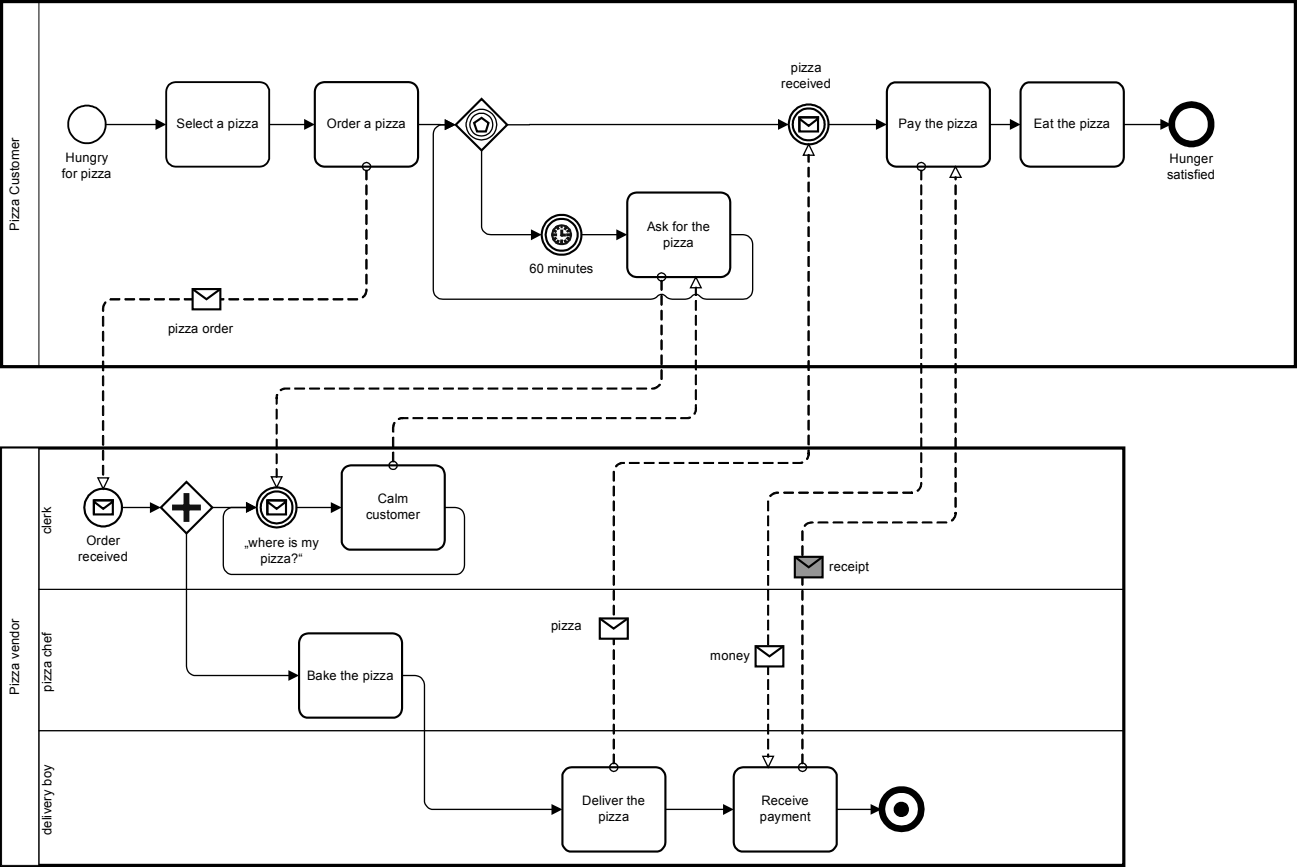 Pizza Customer
Hungry
for pizza
Select a pizza
Order a pizza
60 minutes
Ask for the
pizza
pizza
received
Pay the pizza
Eat the pizza
Hunger
satisfied
pizza order
Pizza vendor
clerk
Order
received
„where is my
pizza?“
Calm
customer
receipt
pizza chef
Bake the pizza
pizza
money
delivery boy
Deliver the
pizza
Receive
payment